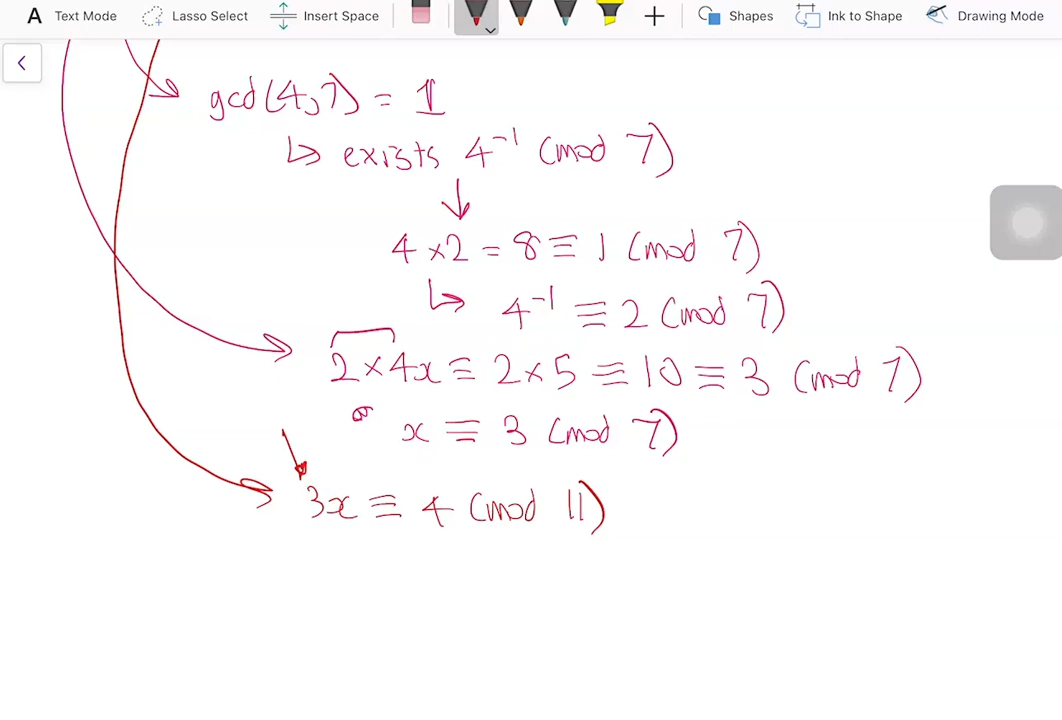 A Text Mode Lasso Select Insert Space Shapes Ink to Shape Drawing Mode
gcd(4,7) = 1
↳ exists 4⁻¹ (mod 7)
4 × 2 = 8 ≡ 1 (mod 7)
↳ 4⁻¹ ≡ 2 (mod 7)
2 × 4x ≡ 2 × 5 ≡ 10 ≡ 3 (mod 7)
x ≡ 3 (mod 7)
3x ≡ 4 (mod 11)